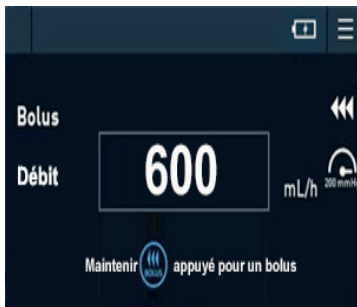 Bolus
Débit
600
mL/h
200 mmHg
Maintenir BOLUS appuyé pour un bolus